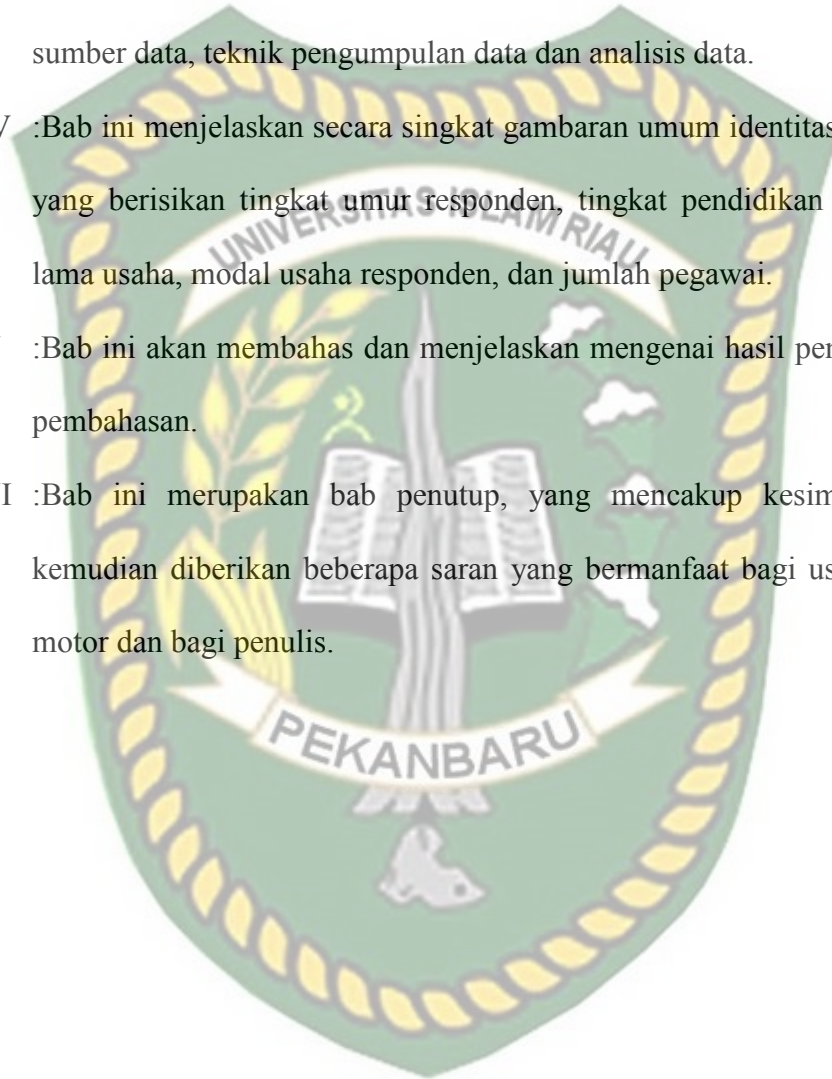 sumber data, teknik pengumpulan data dan analisis data.
V :Bab ini menjelaskan secara singkat gambaran umum identitas
yang berisikan tingkat umur responden, tingkat pendidikan
lama usaha, modal usaha responden, dan jumlah pegawai.
:Bab ini akan membahas dan menjelaskan mengenai hasil
pembahasan.
I :Bab ini merupakan bab penutup, yang mencakup
kemudian diberikan beberapa saran yang bermanfaat bagi
motor dan bagi penulis.
UNIVERSITAS ISLAM RIAU
PEKANBARU